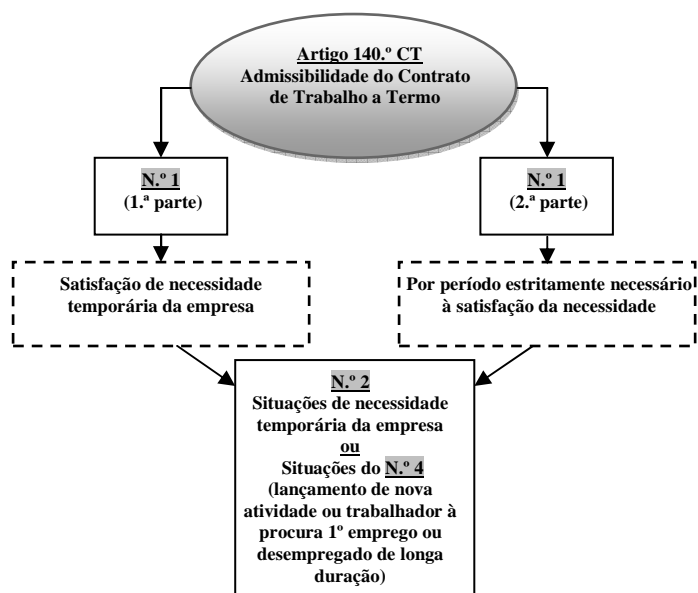 Artigo 140.º CT
Admissibilidade do Contrato
de Trabalho a Termo
N.º 1
(1.ª parte)
N.º 1
(2.ª parte)
Satisfação de necessidade
temporária da empresa
Por período estritamente necessário
à satisfação da necessidade
N.º 2
Situações de necessidade
temporária da empresa
ou
Situações do N.º 4
(lançamento de nova
atividade ou trabalhador à
procura 1º emprego ou
desempregado de longa
duração)